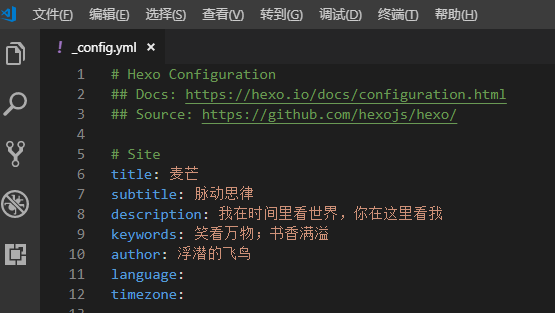 文件(F) 编辑(E) 选择(S) 查看(V) 转到(G) 调试(D) 终端(T) 帮助(H)
! _config.yml ×
1 # Hexo Configuration
2 ## Docs: https://hexo.io/docs/configuration.html
3 ## Source: https://github.com/hexojs/hexo/
4
5 # Site
6 title: 麦芒
7 subtitle: 脉动思律
8 description: 我在时间里看世界，你在这里看我
9 keywords: 笑看万物；书香满溢
10 author: 浮潜的飞鸟
11 language:
12 timezone: